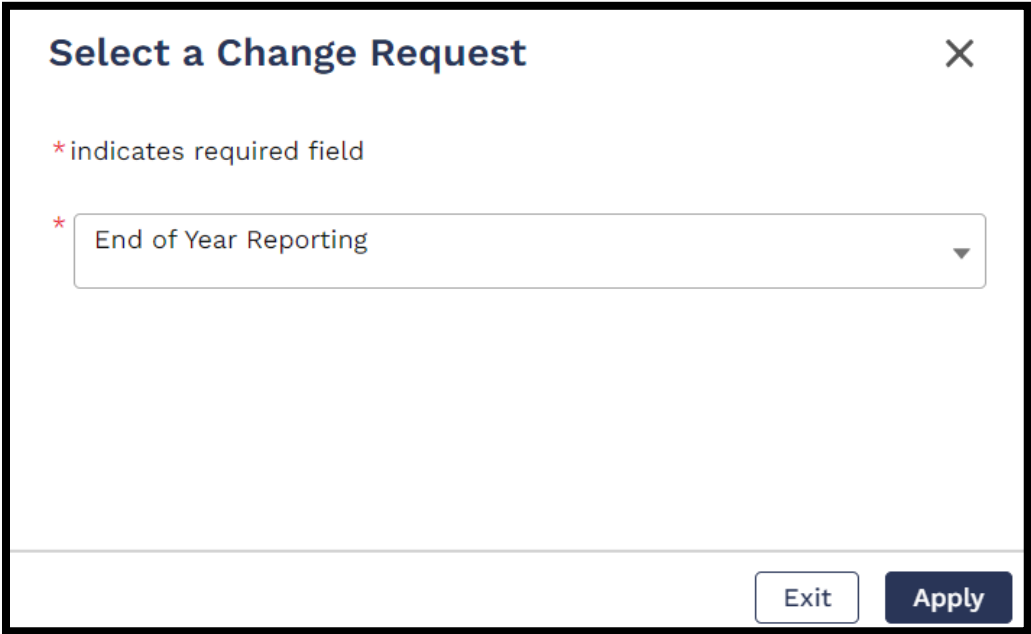 Select a Change Request
* indicates required field
* End of Year Reporting
Exit Apply